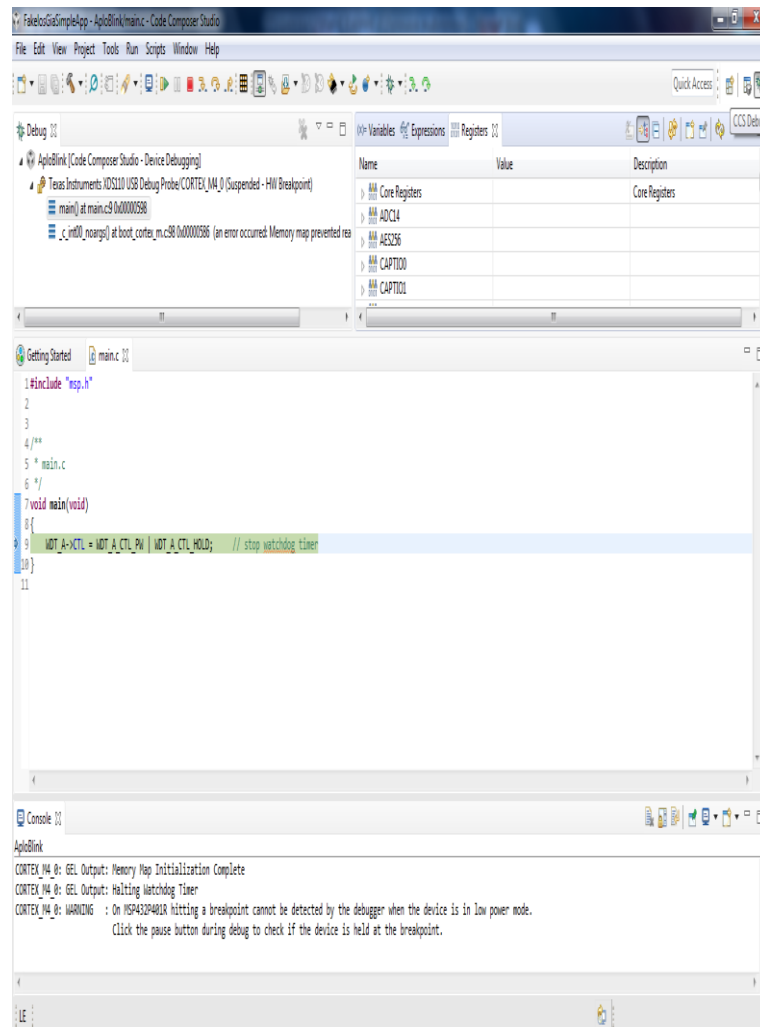 FakelosGiaSimpleApp - AploBlink/main.c - Code Composer Studio
File Edit View Project Tools Run Scripts Window Help
Quick Access
CCS Deb
Debug
AploBlink [Code Composer Studio - Device Debugging]
Texas Instruments XDS110 USB Debug Probe/CORTEX_M4_0 (Suspended - HW Breakpoint)
main() at main.c:9 0x00000598
_c_int00_noargs() at boot_cortex_m.c:98 0x00000586 (an error occurred: Memory map prevented rea
(x)= Variables Expressions Registers
Name Value Description
Core Registers Core Registers
ADC14
AES256
CAPTIO0
CAPTIO1
Getting Started main.c
1 #include "msp.h"
2
3
4 /**
5 * main.c
6 */
7 void main(void)
8 {
9 WDT_A->CTL = WDT_A_CTL_PW | WDT_A_CTL_HOLD; // stop watchdog timer
10 }
11
Console
AploBlink
CORTEX_M4_0: GEL Output: Memory Map Initialization Complete
CORTEX_M4_0: GEL Output: Halting Watchdog Timer
CORTEX_M4_0: WARNING : On MSP432P401R hitting a breakpoint cannot be detected by the debugger when the device is in low power mode.
Click the pause button during debug to check if the device is held at the breakpoint.
LE